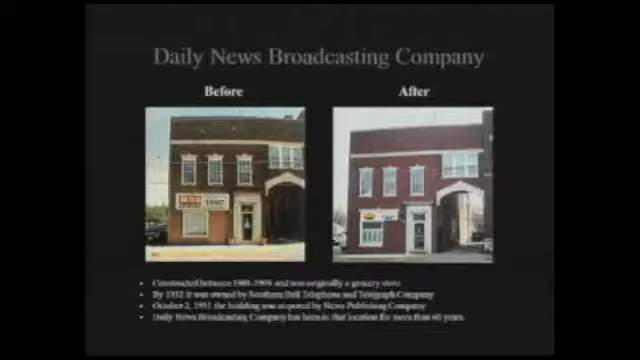 Daily News Broadcasting Company
Before
After
Constructed between and was originally a grocery store
By 1932 it was owned by Southern Bell Telephone and Telegraph Company
October 2, 1951 the building was acquired by News Publishing Company
Daily News Broadcasting Company has been in that location for more than 60 years.